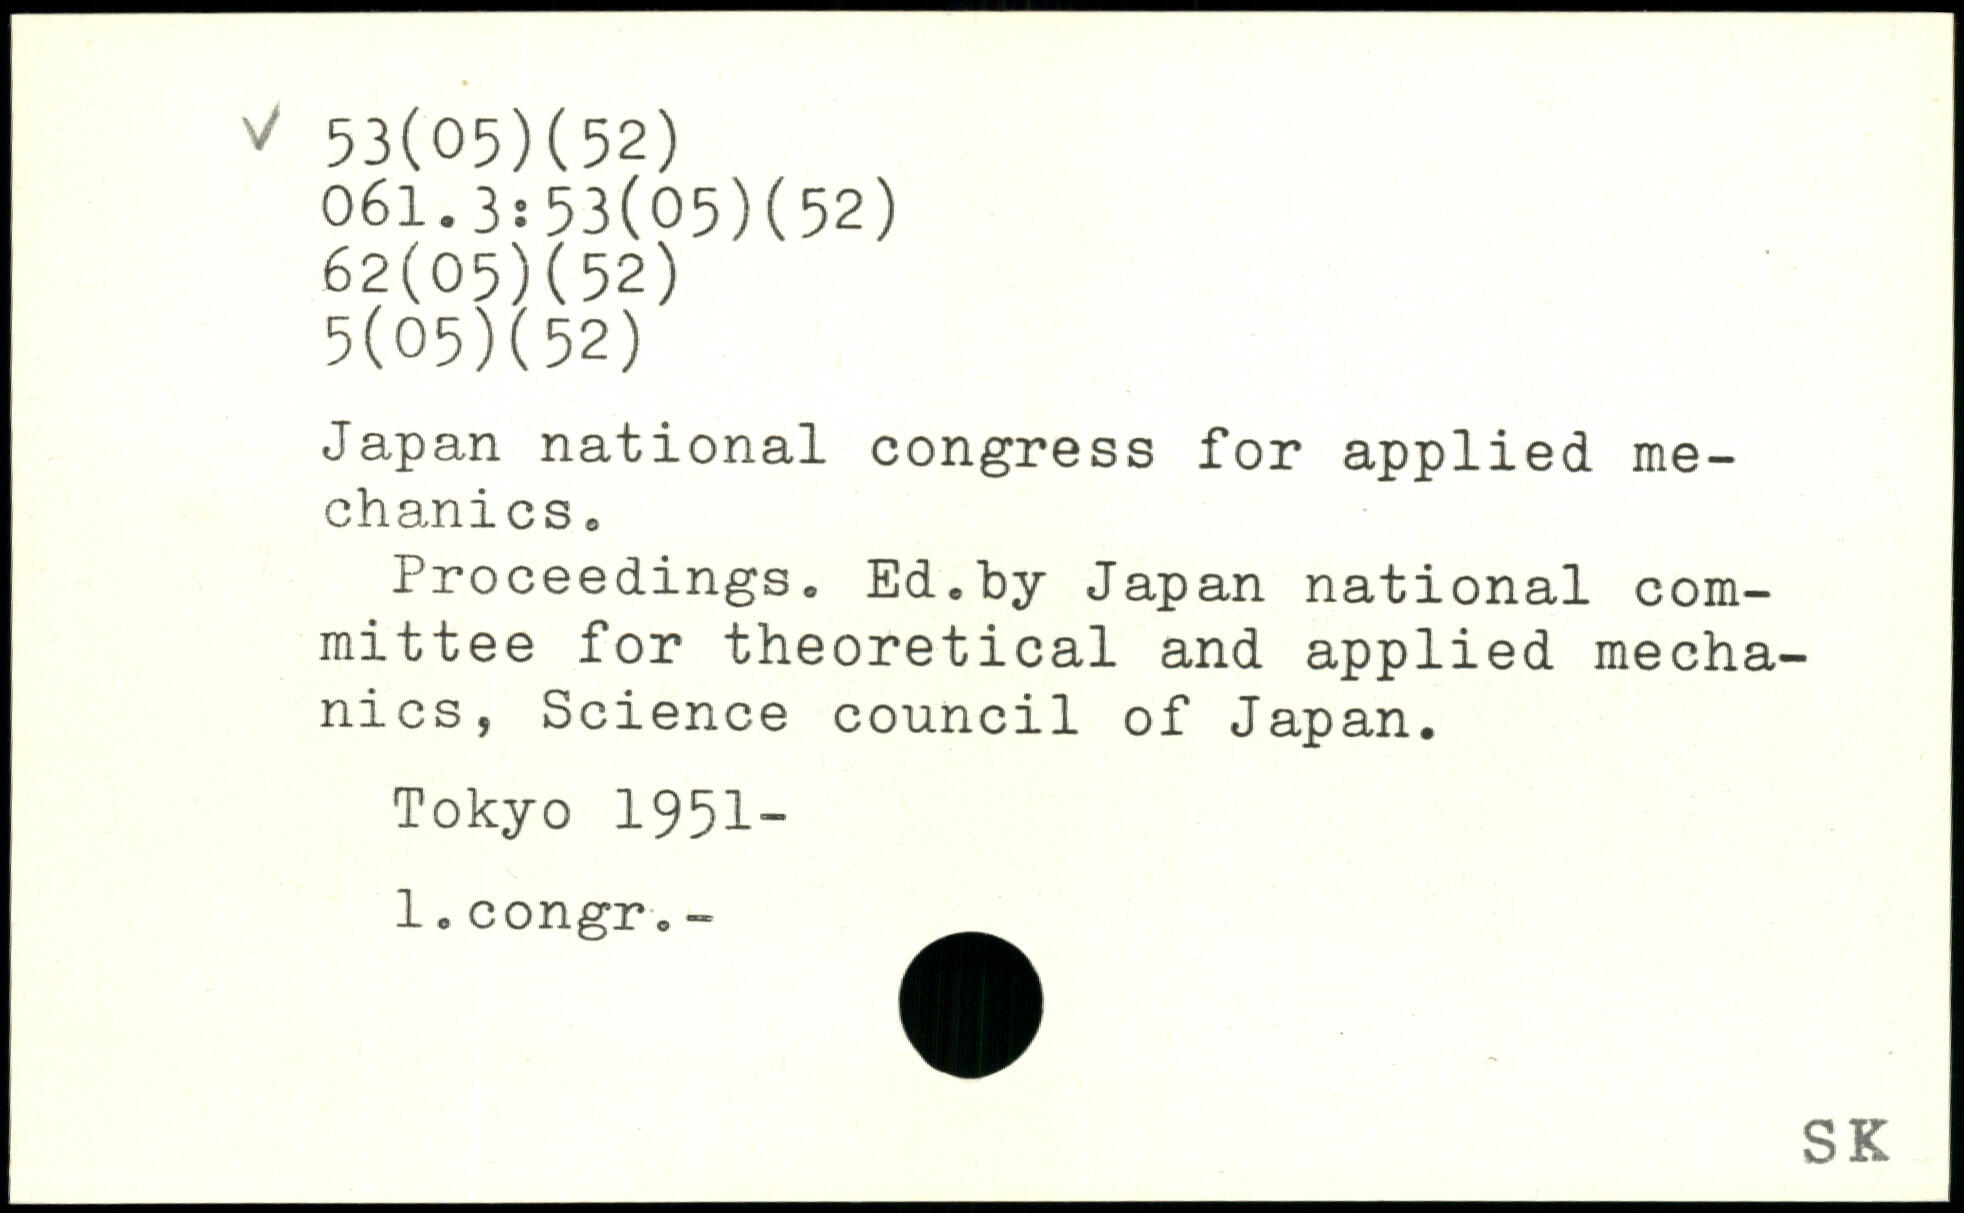 ✓ 53(05)(52)
061.3:53(05)(52)
62(05)(52)
5(05)(52)
Japan national congress for applied me-
chanics.
Proceedings. Ed.by Japan national com-
mittee for theoretical and applied mecha-
nics, Science council of Japan.
Tokyo 1951-
1.congr.-
SK